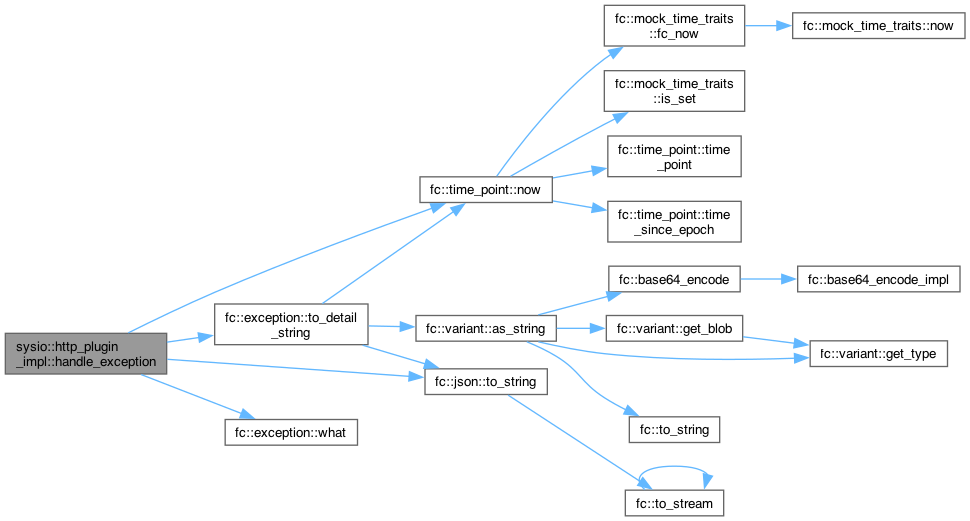 sysio::http_plugin
_impl::handle_exception
fc::time_point::now
fc::mock_time_traits
::fc_now
fc::mock_time_traits::now
fc::mock_time_traits
::is_set
fc::time_point::time
_point
fc::time_point::time
_since_epoch
fc::exception::to_detail
_string
fc::variant::as_string
fc::base64_encode
fc::base64_encode_impl
fc::variant::get_blob
fc::variant::get_type
fc::to_string
fc::json::to_string
fc::to_stream
fc::exception::what